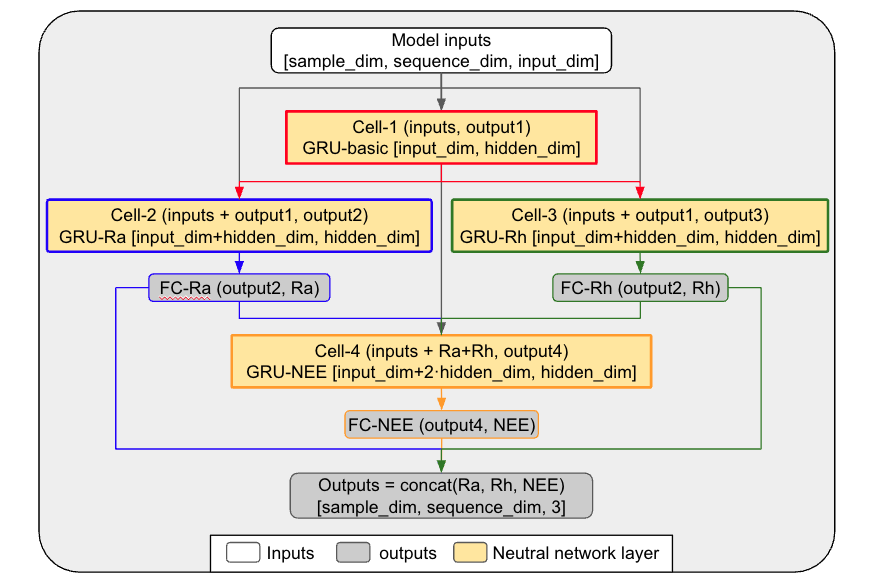 Model inputs
[sample_dim, sequence_dim, input_dim]
Cell-1 (inputs, output1)
GRU-basic [input_dim, hidden_dim]
Cell-2 (inputs + output1, output2)
GRU-Ra [input_dim+hidden_dim, hidden_dim]
Cell-3 (inputs + output1, output3)
GRU-Rh [input_dim+hidden_dim, hidden_dim]
FC-Ra (output2, Ra)
FC-Rh (output2, Rh)
Cell-4 (inputs + Ra+Rh, output4)
GRU-NEE [input_dim+2·hidden_dim, hidden_dim]
FC-NEE (output4, NEE)
Outputs = concat(Ra, Rh, NEE)
[sample_dim, sequence_dim, 3]
Inputs
outputs
Neutral network layer